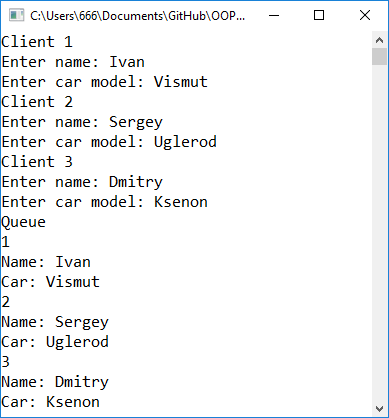 C:\Users\666\Documents\GitHub\OOP...
Client 1
Enter name: Ivan
Enter car model: Vismut
Client 2
Enter name: Sergey
Enter car model: Uglerod
Client 3
Enter name: Dmitry
Enter car model: Ksenon
Queue
1
Name: Ivan
Car: Vismut
2
Name: Sergey
Car: Uglerod
3
Name: Dmitry
Car: Ksenon